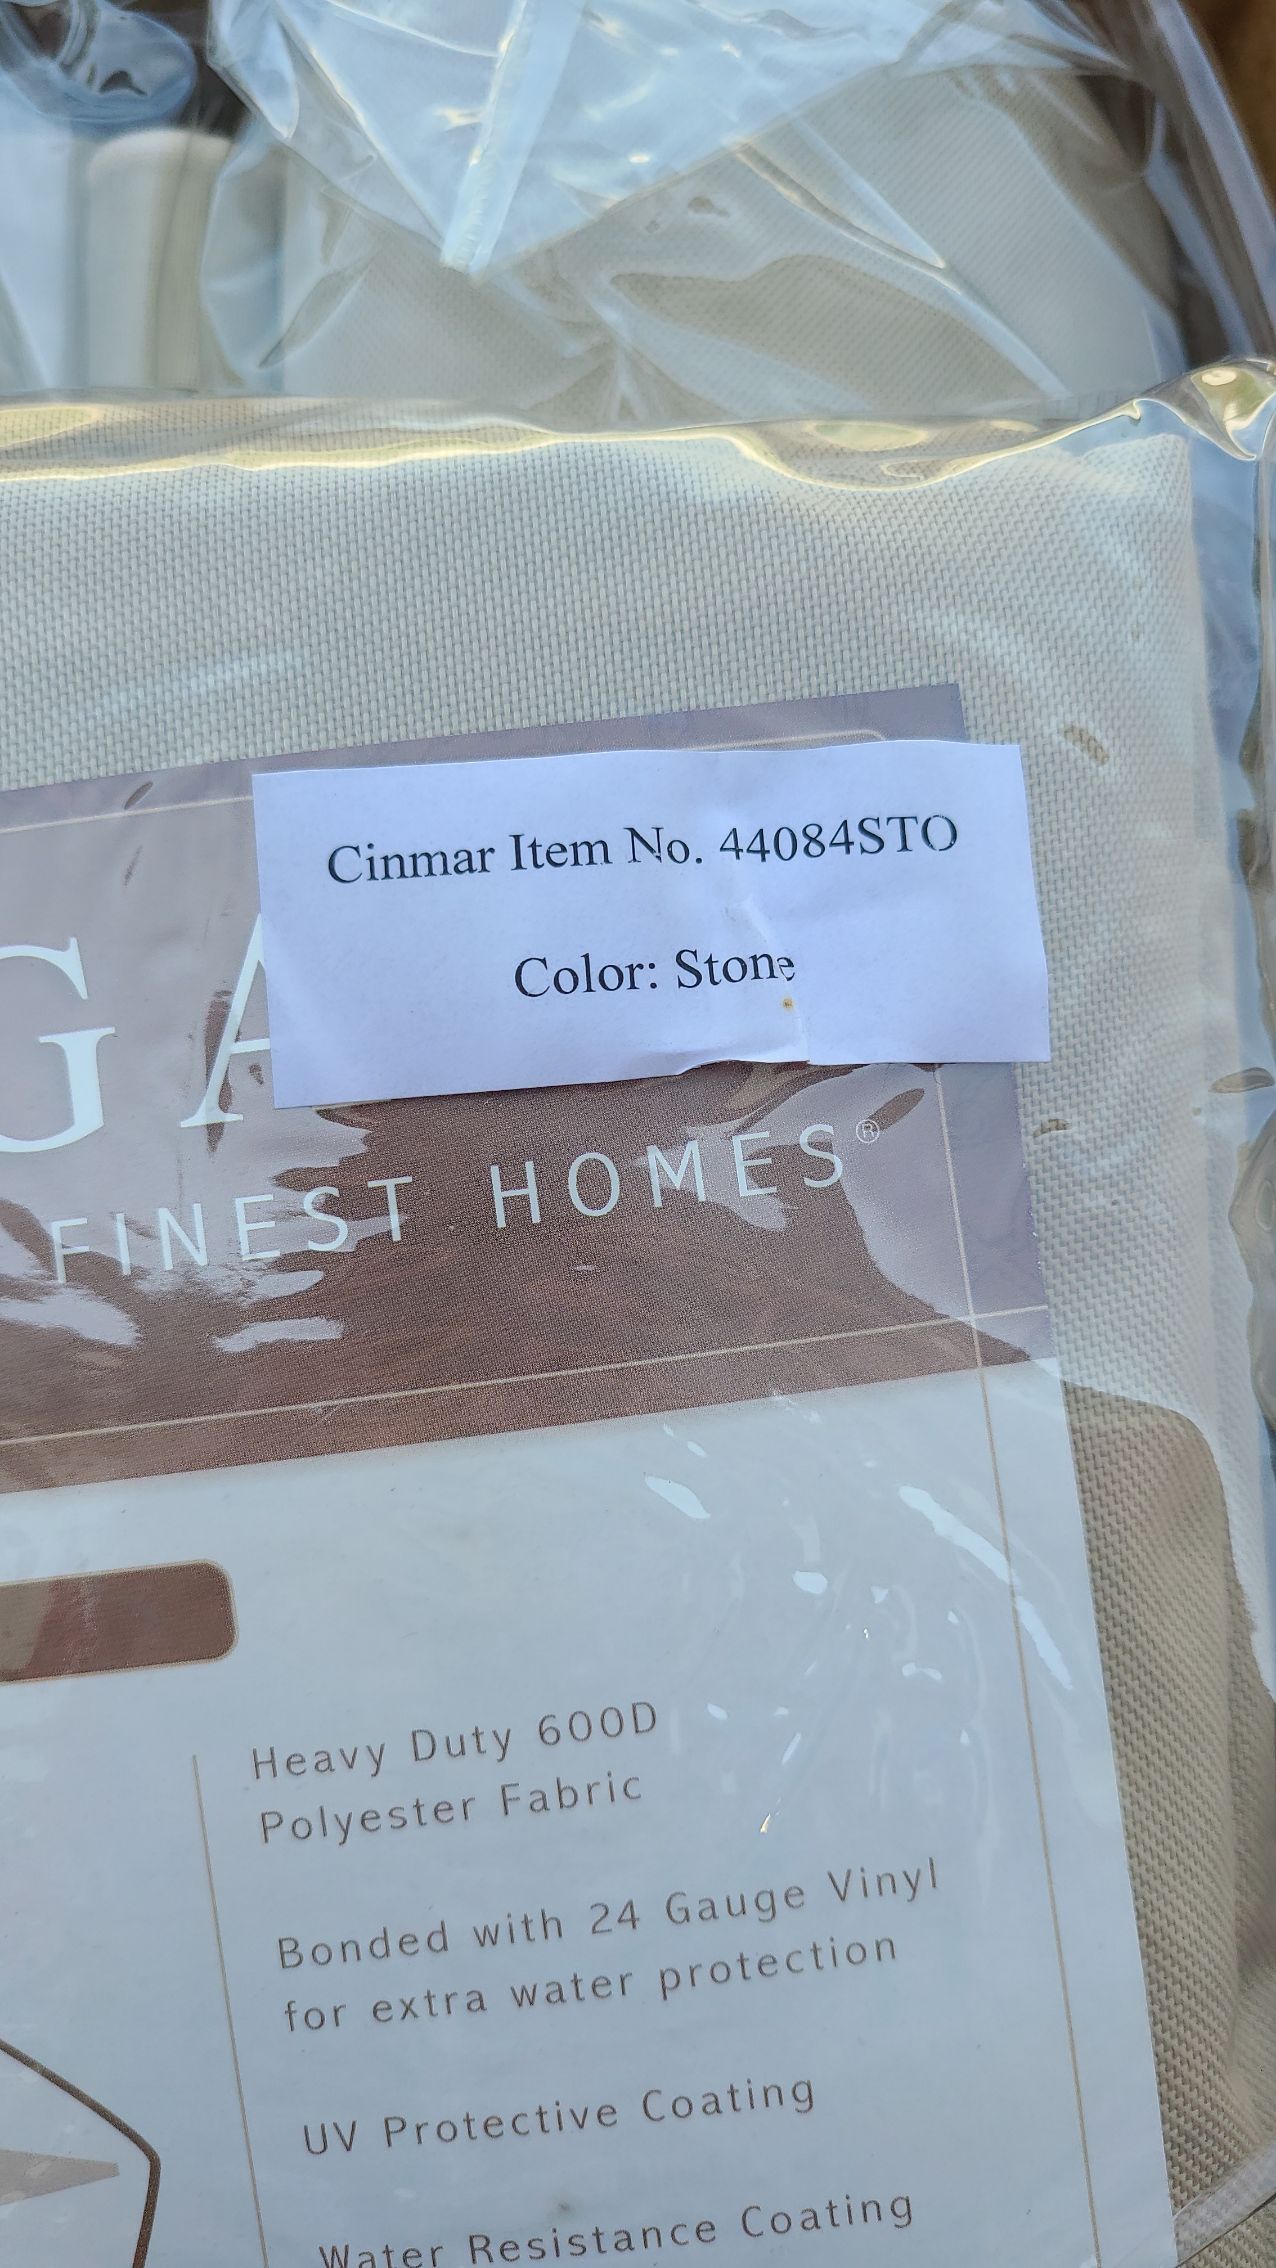 Cinmar Item No. 44084STO
Color: Stone
GA
FINEST HOMES®
Heavy Duty 600D
Polyester Fabric
Bonded with 24 Gauge Vinyl
for extra water protection
UV Protective Coating
Water Resistance Coating